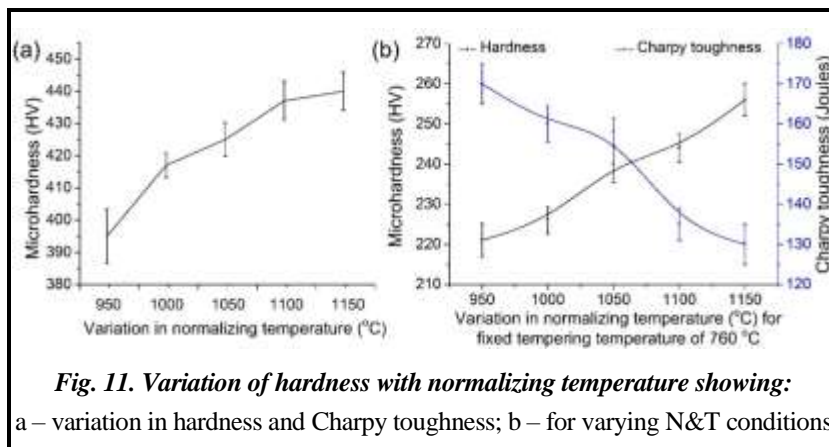 (a)
450
440
430
420
410
400
390
380
Microhardness (HV)
950 1000 1050 1100 1150
Variation in normalizing temperature (°C)
(b)
Hardness
Charpy toughness
270
260
250
240
230
220
210
Microhardness (HV)
180
170
160
150
140
130
120
Charpy toughness (Joules)
950 1000 1050 1100 1150
Variation in normalizing temperature (°C) for
fixed tempering temperature of 760 °C
Fig. 11. Variation of hardness with normalizing temperature showing:
a – variation in hardness and Charpy toughness; b – for varying N&T conditions